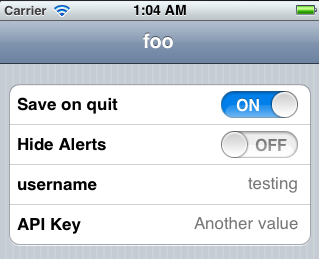 Carrier 1:04 AM
foo
Save on quit ON
Hide Alerts OFF
username testing
API Key Another value